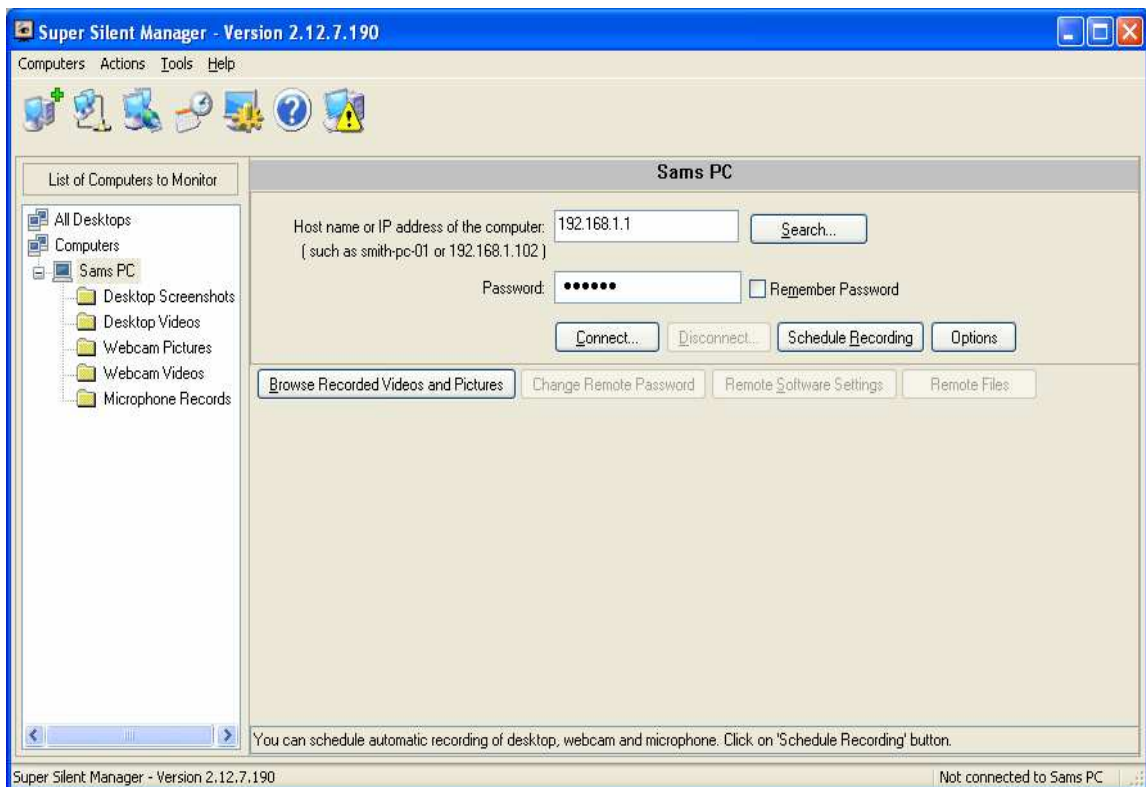 Super Silent Manager - Version 2.12.7.190
Computers Actions Tools Help
List of Computers to Monitor
All Desktops
Computers
Sams PC
Desktop Screenshots
Desktop Videos
Webcam Pictures
Webcam Videos
Microphone Records
Sams PC
Host name or IP address of the computer: 192.168.1.1 Search...
( such as smith-pc-01 or 192.168.1.102 )
Password: •••••• Remember Password
Connect... Disconnect... Schedule Recording Options
Browse Recorded Videos and Pictures Change Remote Password Remote Software Settings Remote Files
You can schedule automatic recording of desktop, webcam and microphone. Click on 'Schedule Recording' button.
Super Silent Manager - Version 2.12.7.190 Not connected to Sams PC